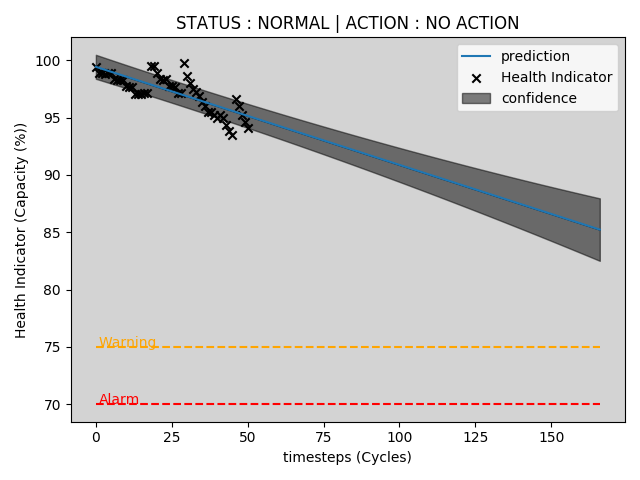 STATUS : NORMAL | ACTION : NO ACTION
prediction
Health Indicator
confidence
Health Indicator (Capacity (%))
100
95
90
85
80
75
70
Warning
Alarm
0 25 50 75 100 125 150
timesteps (Cycles)